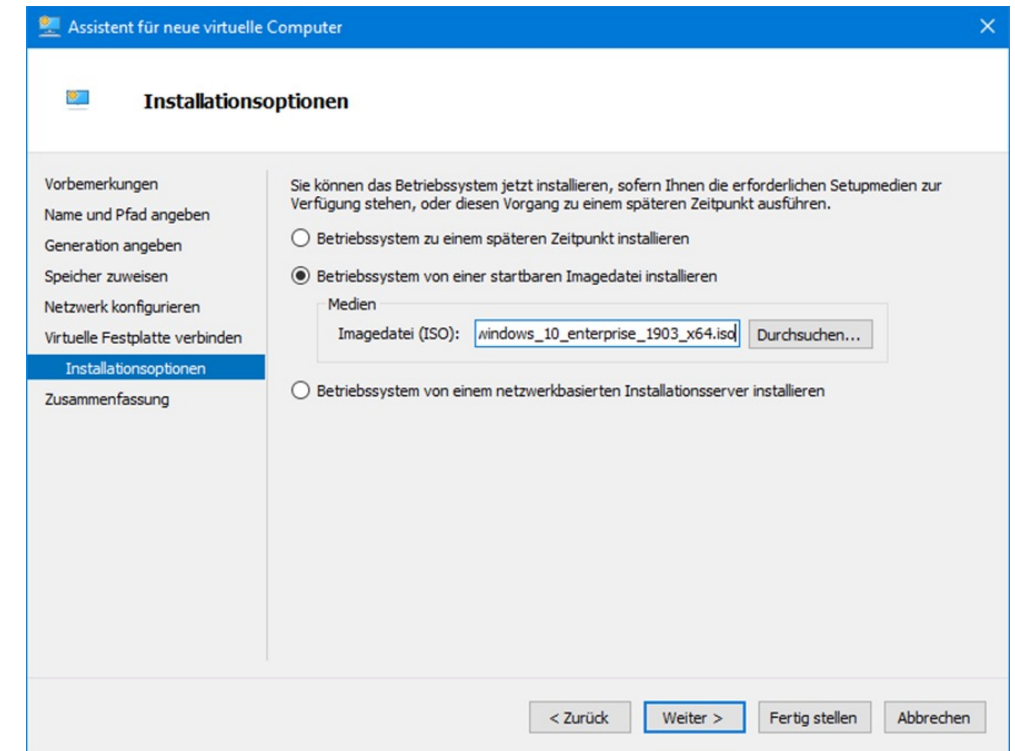 Assistent für neue virtuelle Computer
Installationsoptionen
Vorbemerkungen
Name und Pfad angeben
Generation angeben
Speicher zuweisen
Netzwerk konfigurieren
Virtuelle Festplatte verbinden
Installationsoptionen
Zusammenfassung
Sie können das Betriebssystem jetzt installieren, sofern Ihnen die erforderlichen Setupmedien zur
Verfügung stehen, oder diesen Vorgang zu einem späteren Zeitpunkt ausführen.
Betriebssystem zu einem späteren Zeitpunkt installieren
Betriebssystem von einer startbaren Imagedatei installieren
Medien
Imagedatei (ISO): windows_10_enterprise_1903_x64.iso Durchsuchen...
Betriebssystem von einem netzwerkbasierten Installationsserver installieren
< Zurück Weiter > Fertig stellen Abbrechen